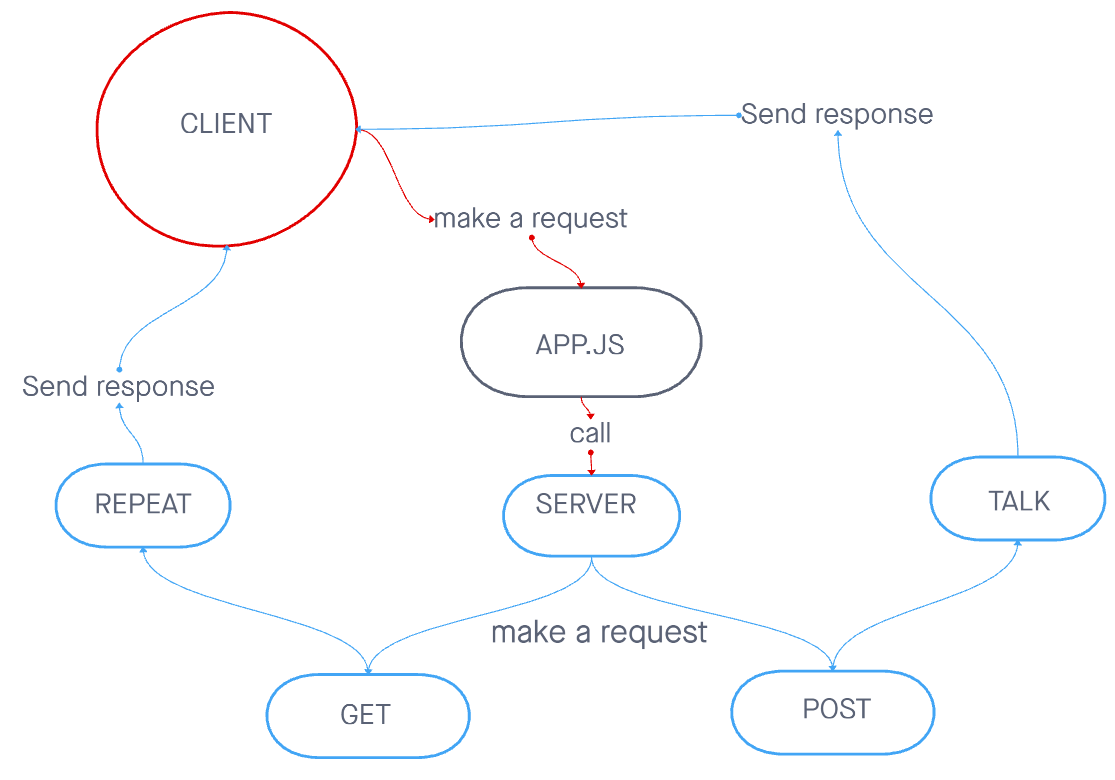 CLIENT
Send response
make a request
APP.JS
Send response
call
REPEAT
SERVER
TALK
make a request
GET
POST